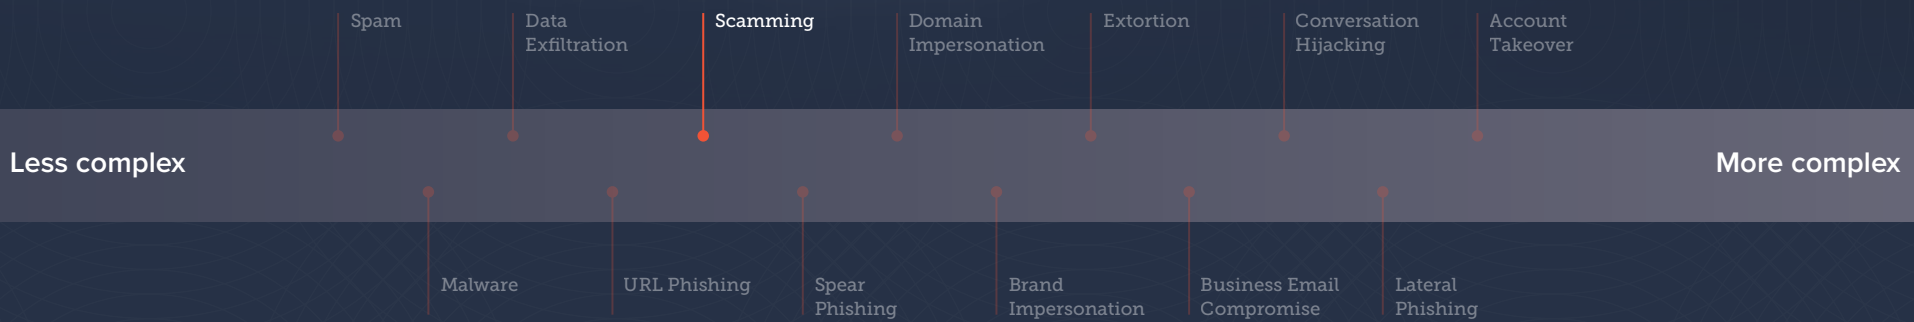 Spam
Data
Exfiltration
Scamming
Domain
Impersonation
Extortion
Conversation
Hijacking
Account
Takeover
Less complex
More complex
Malware
URL Phishing
Spear
Phishing
Brand
Impersonation
Business Email
Compromise
Lateral
Phishing